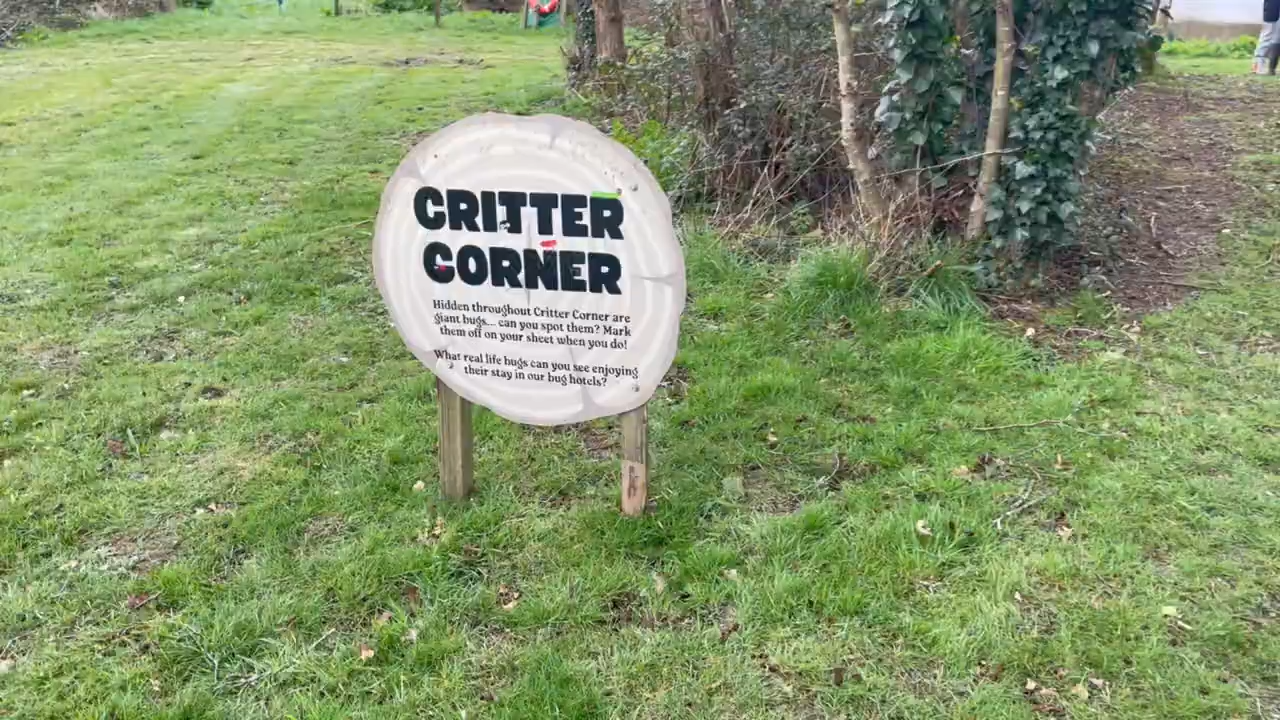 CRITTER
CORNER
Hidden throughout Critter Corner are
giant bugs... can you spot them? Mark
them off on your sheet when you do!
What real life bugs can you see enjoying
their stay in our bug hotels?